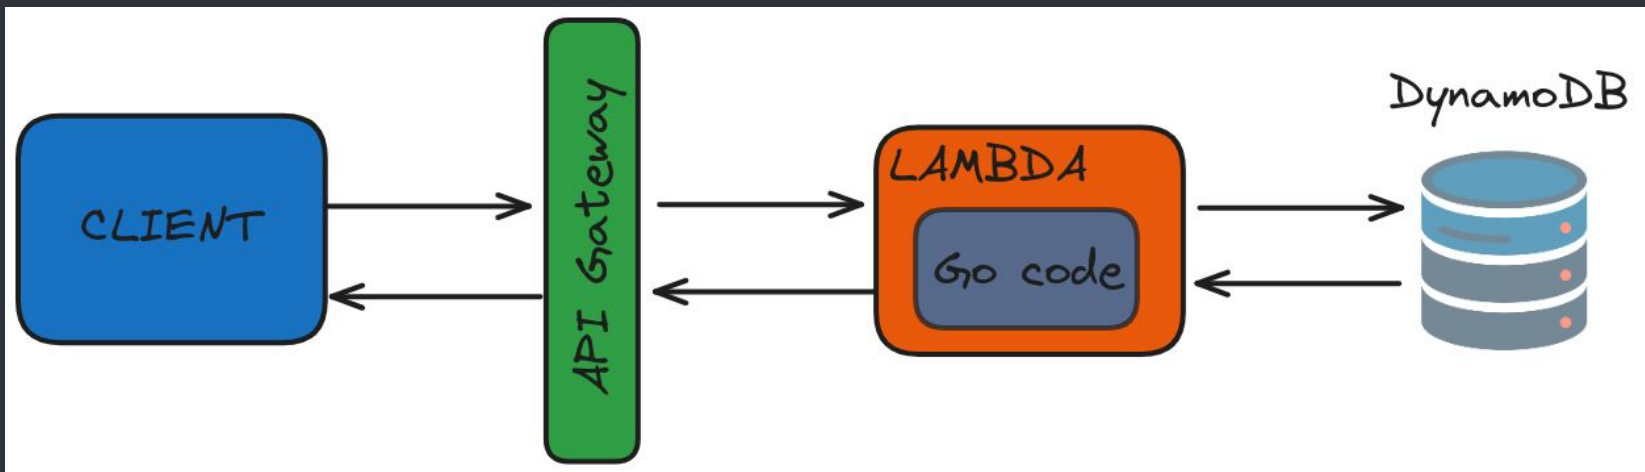 CLIENT
API Gateway
LAMBDA
Go code
DynamoDB